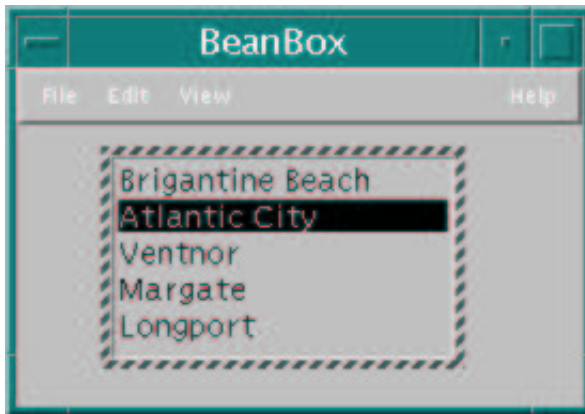 BeanBox
File Edit View Help
Brigantine Beach
Atlantic City
Ventnor
Margate
Longport